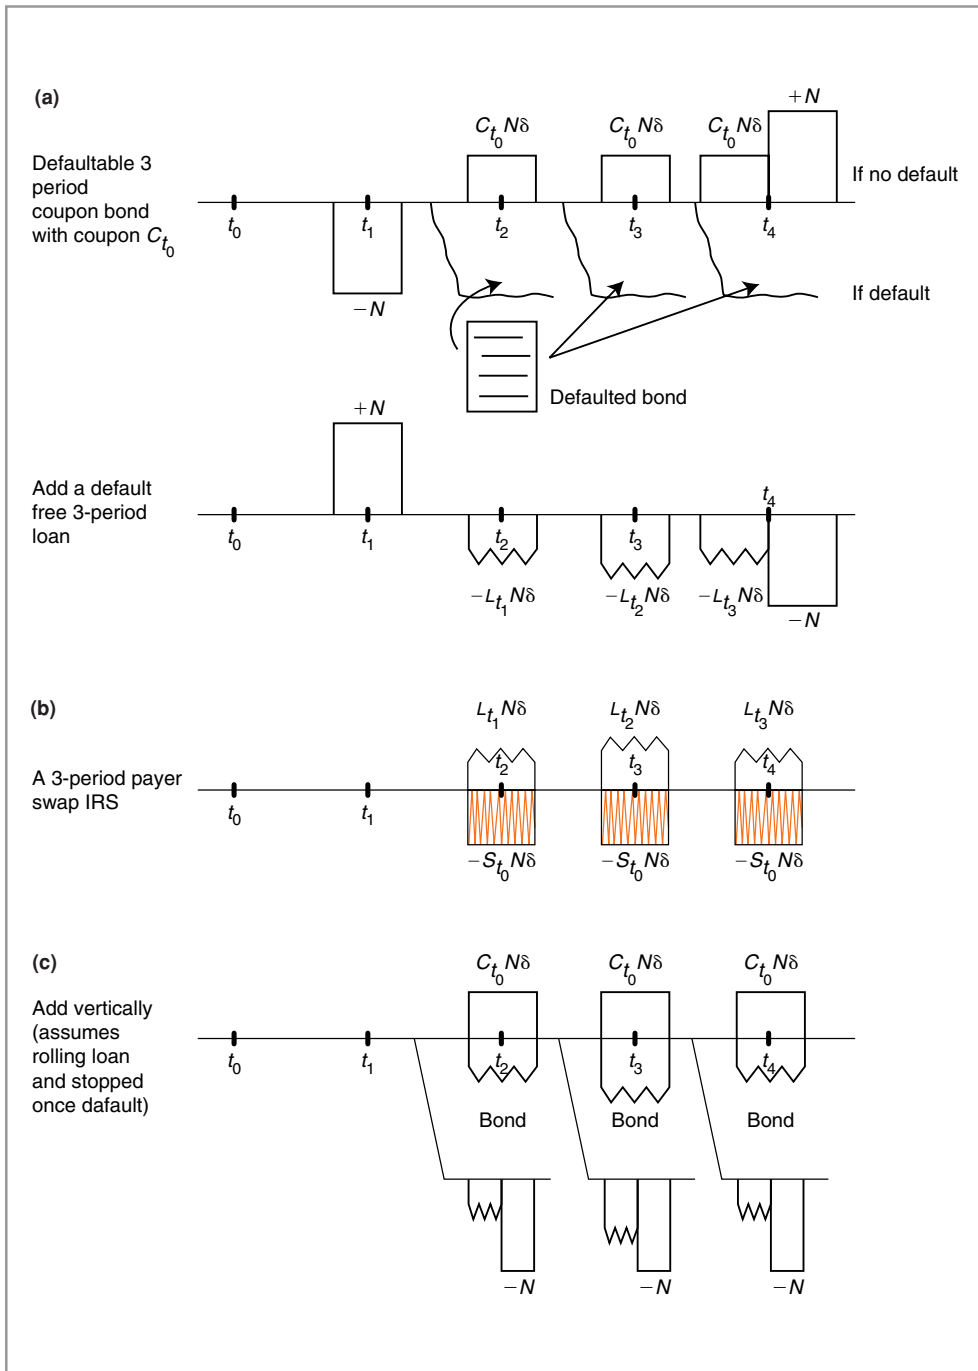 (a)
Defaultable 3
period
coupon bond
with coupon C_{t_0}
C_{t_0}Nδ
C_{t_0}Nδ
C_{t_0}Nδ
+N
If no default
t_0
t_1
t_2
t_3
t_4
−N
If default
Defaulted bond
Add a default
free 3-period
loan
+N
t_0
t_1
t_2
t_3
t_4
−L_{t_1}Nδ
−L_{t_2}Nδ
−L_{t_3}Nδ
−N
(b)
A 3-period payer
swap IRS
L_{t_1}Nδ
L_{t_2}Nδ
L_{t_3}Nδ
t_0
t_1
t_2
t_3
t_4
−S_{t_0}Nδ
−S_{t_0}Nδ
−S_{t_0}Nδ
(c)
Add vertically
(assumes
rolling loan
and stopped
once dafault)
C_{t_0}Nδ
C_{t_0}Nδ
C_{t_0}Nδ
t_0
t_1
t_2
t_3
t_4
Bond
Bond
Bond
−N
−N
−N